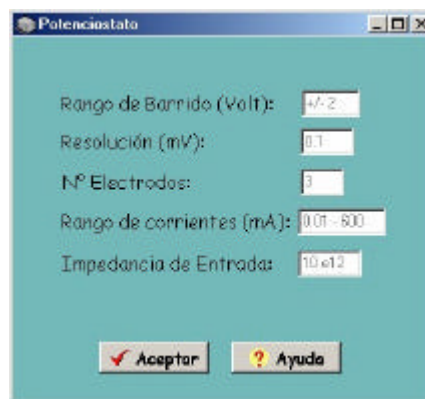 Potenciostato
Rango de Barrido (Volt): +/- 2
Resolución (mV): 0.1
Nº Electrodos: 3
Rango de corrientes (mA): 0.01 - 600
Impedancia de Entrada: 10 e12
Aceptar Ayuda